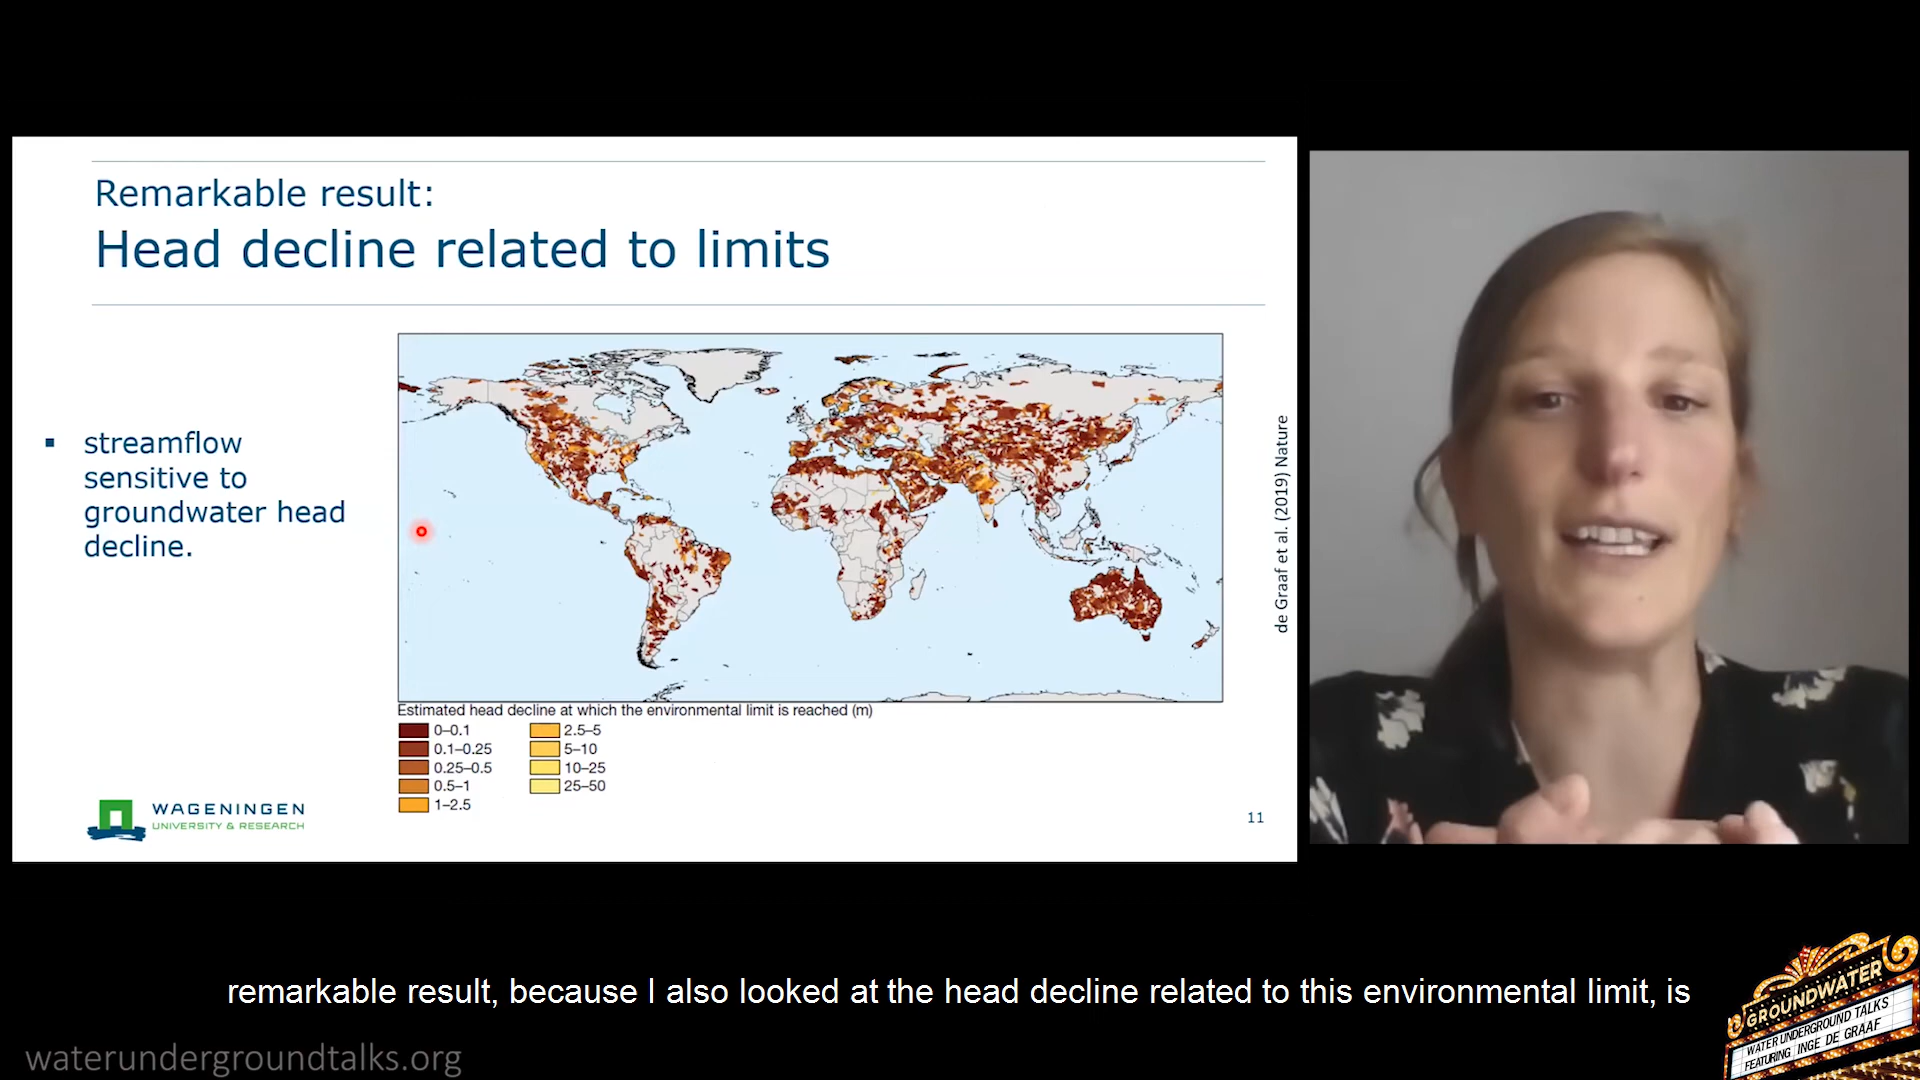 Remarkable result:
Head decline related to limits
▪ streamflow
sensitive to
groundwater head
decline.
de Graaf et al. (2019) Nature
Estimated head decline at which the environmental limit is reached (m)
0–0.1
0.1–0.25
0.25–0.5
0.5–1
1–2.5
2.5–5
5–10
10–25
25–50
WAGENINGEN
UNIVERSITY & RESEARCH
11
remarkable result, because I also looked at the head decline related to this environmental limit, is
waterundergroundtalks.org
GROUNDWATER
WATER UNDERGROUND TALKS
FEATURING INGE DE GRAAF